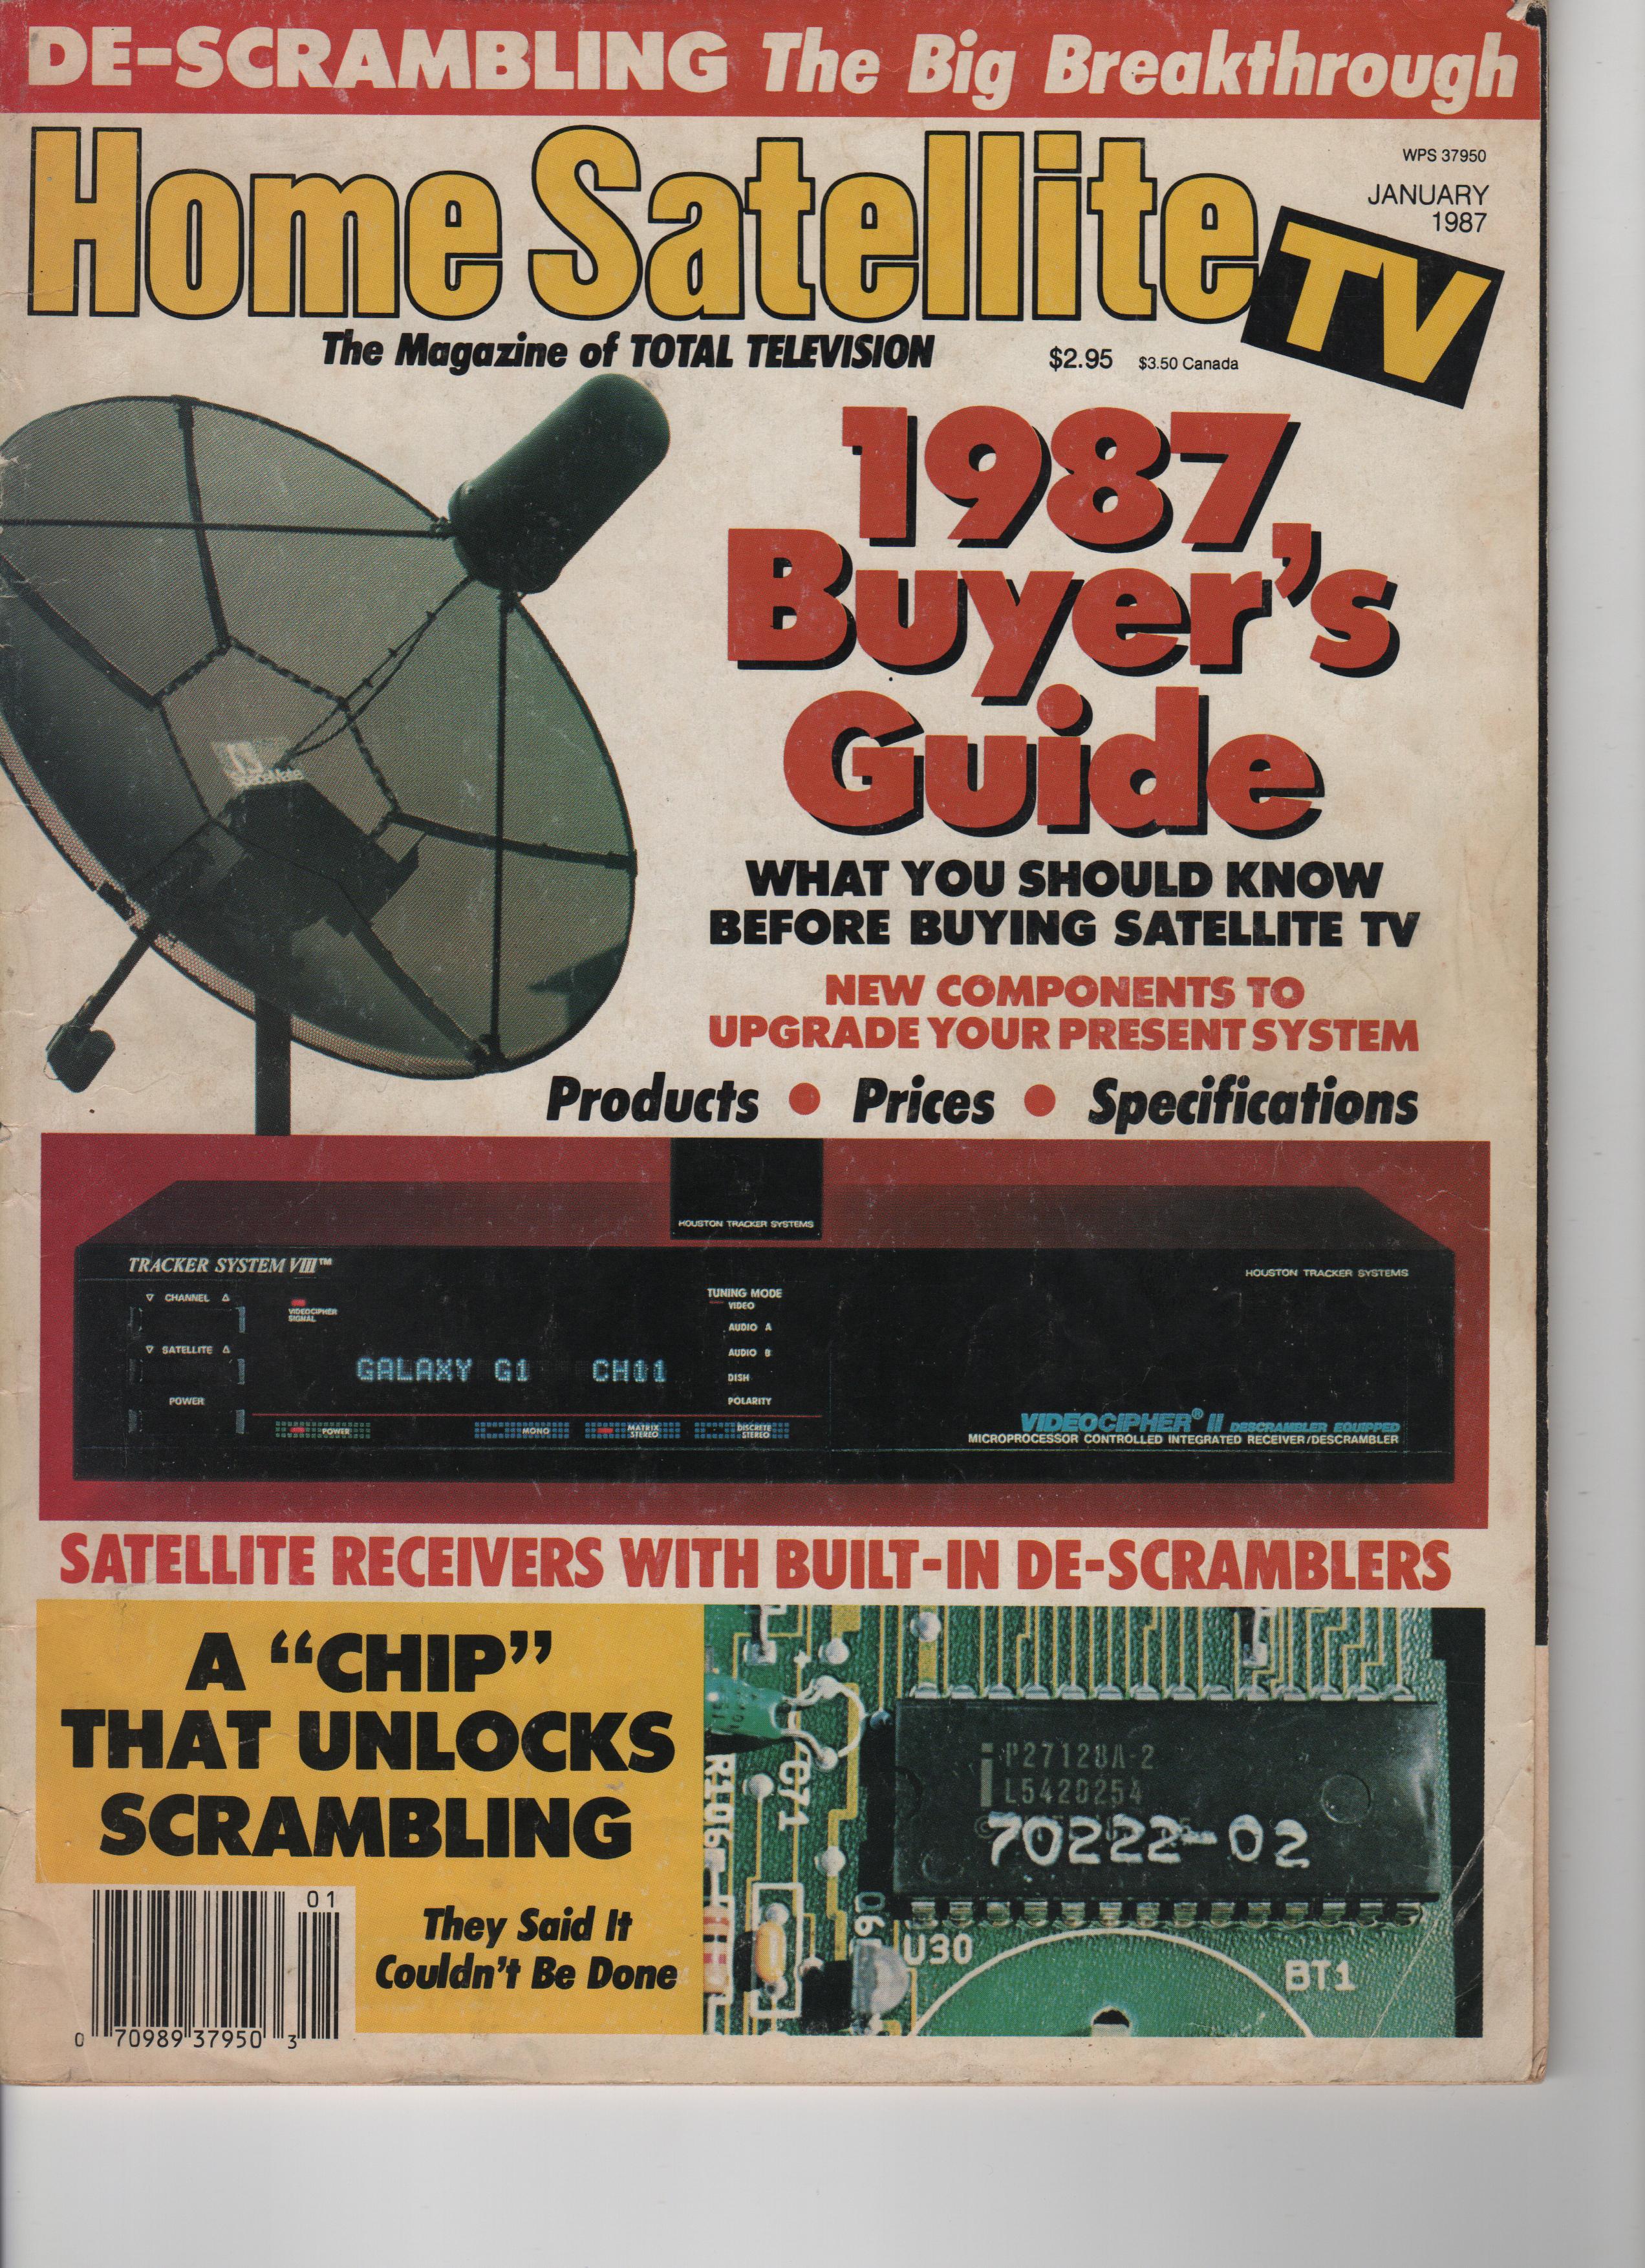 DE-SCRAMBLING The Big Breakthrough
WPS 37950
JANUARY
1987
Home Satellite TV
The Magazine of TOTAL TELEVISION
$2.95 $3.50 Canada
1987
Buyer's
Guide
SpaceMate
WHAT YOU SHOULD KNOW
BEFORE BUYING SATELLITE TV
NEW COMPONENTS TO
UPGRADE YOUR PRESENT SYSTEM
Products • Prices • Specifications
HOUSTON TRACKER SYSTEMS
TRACKER SYSTEM VIII™
HOUSTON TRACKER SYSTEMS
▽ CHANNEL △
VIDEOCIPHER
SIGNAL
▽ SATELLITE △
POWER
GALAXY G1 CH11
TUNING MODE
VIDEO
AUDIO A
AUDIO B
DISH
POLARITY
POWER
MONO
MATRIX
STEREO
DISCRETE
STEREO
VIDEOCIPHER® II DESCRAMBLER EQUIPPED
MICROPROCESSOR CONTROLLED INTEGRATED RECEIVER/DESCRAMBLER
SATELLITE RECEIVERS WITH BUILT-IN DE-SCRAMBLERS
A “CHIP”
THAT UNLOCKS
SCRAMBLING
They Said It
Couldn't Be Done
01
0 70989 37950 3
R106
C71
P27128A-2
L5420254
70222-02
U30
BT1